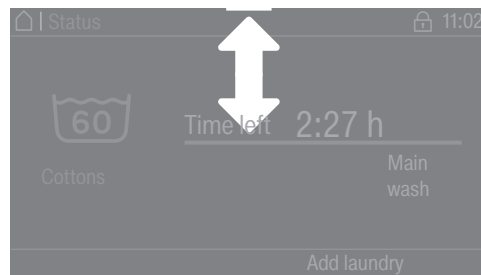 Status 11:02
60 Time left 2:27 h
Cottons
Main
wash
Add laundry